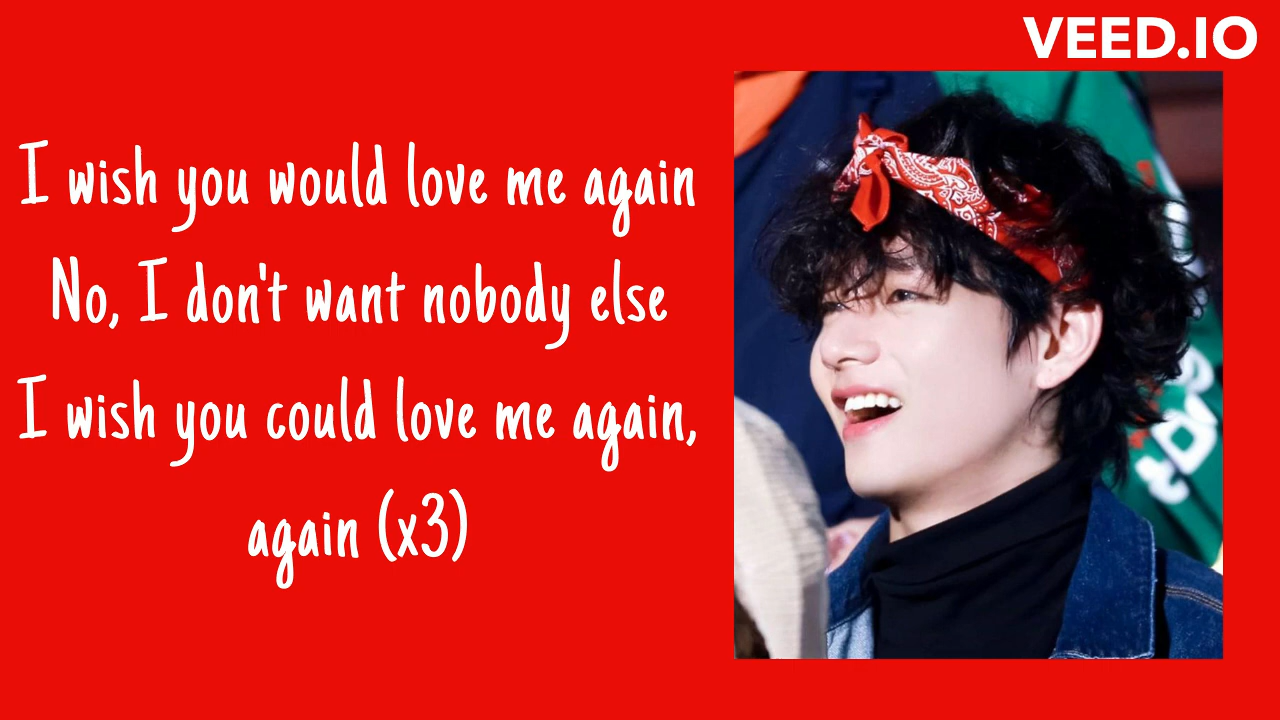 VEED.IO
I wish you would love me again
No, I don't want nobody else
I wish you could love me again,
again (x3)